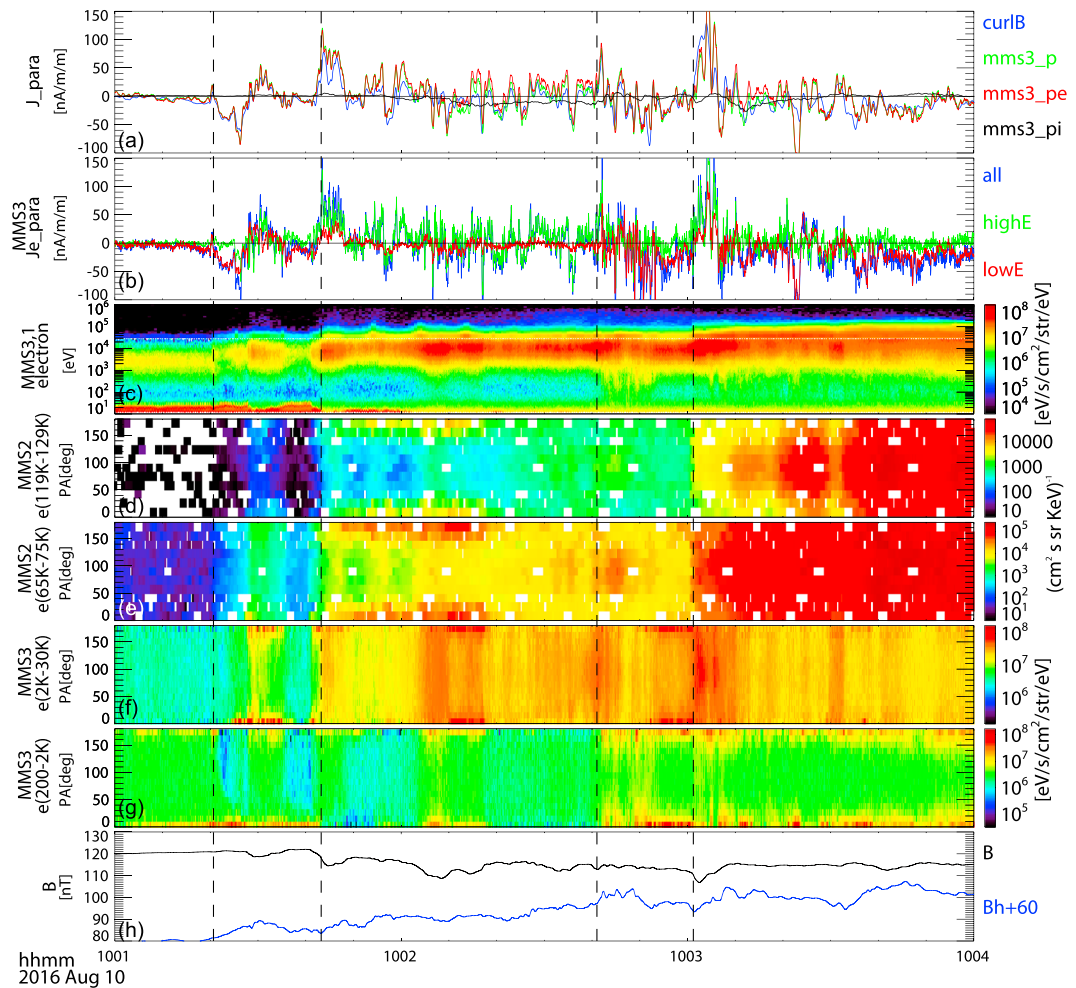 150
100
50
0
-50
-100
J_para
[nA/m/m]
(a)
curlB
mms3_p
mms3_pe
mms3_pi
150
100
50
0
-50
-100
MMS3
Je_para
[nA/m/m]
(b)
all
highE
lowE
10^6
10^5
10^4
10^3
10^2
10^1
MMS3,1
electron
[eV]
(c)
10^8
10^7
10^6
10^5
10^4
[eV/s/cm^2/str/eV]
150
100
50
0
MMS2
e(119K-129K)
PA[deg]
(d)
10000
1000
100
10
150
100
50
0
MMS2
e(65K-75K)
PA[deg]
(e)
10^5
10^4
10^3
10^2
10^1
(cm^2 s sr KeV)^-1
150
100
50
0
MMS3
e(2K-30K)
PA[deg]
(f)
10^8
10^7
10^6
150
100
50
0
MMS3
e(200-2K)
PA[deg]
(g)
10^8
10^7
10^6
10^5
[eV/s/cm^2/str/eV]
130
120
110
100
90
80
B
[nT]
(h)
B
Bh+60
1001 1002 1003 1004
hhmm
2016 Aug 10